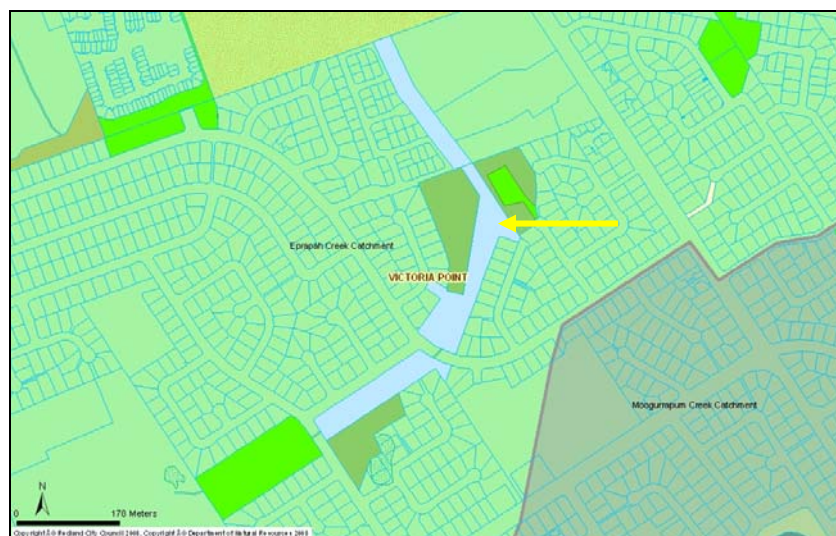 Eprapah Creek Catchment
VICTORIA POINT
Moogurrapum Creek Catchment
N
0 170 Meters
Copyright Â© Redland City Council 2008, Copyright Â© Department of Natural Resources 2008